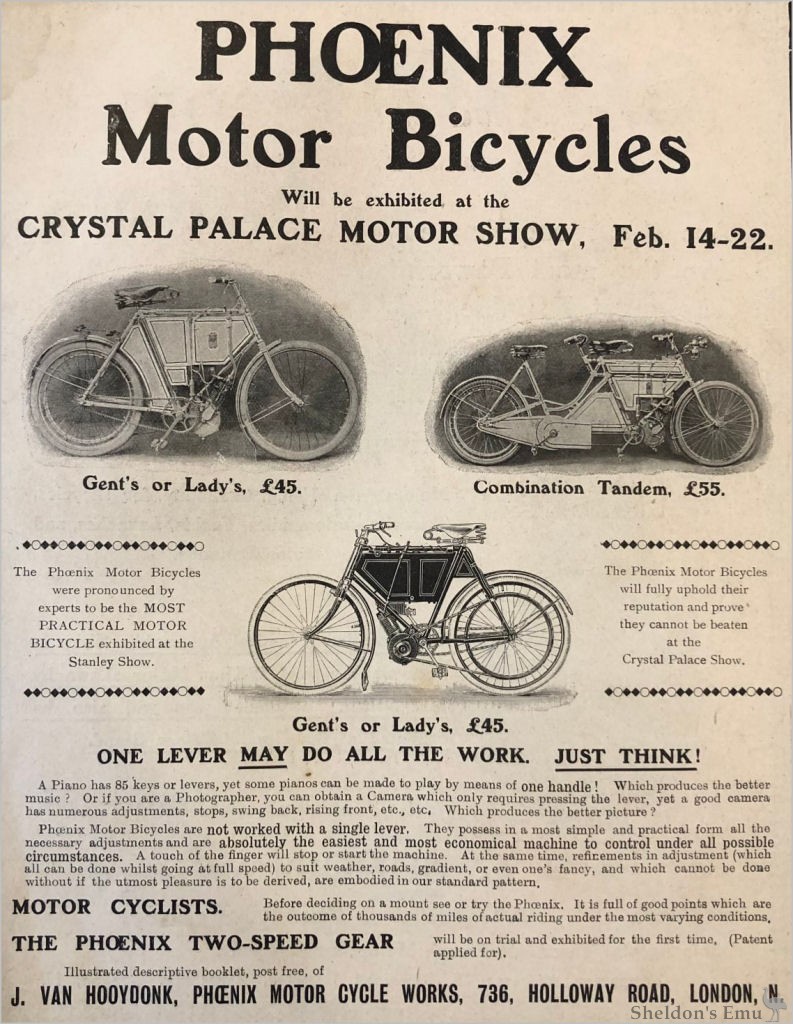 PHŒNIX
Motor Bicycles
Will be exhibited at the
CRYSTAL PALACE MOTOR SHOW, Feb. 14-22.
Gent's or Lady's, £45.
Combination Tandem, £55.
The Phœnix Motor Bicycles
were pronounced by
experts to be the MOST
PRACTICAL MOTOR
BICYCLE exhibited at the
Stanley Show.
The Phœnix Motor Bicycles
will fully uphold their
reputation and prove
they cannot be beaten
at the
Crystal Palace Show.
Gent's or Lady's, £45.
ONE LEVER MAY DO ALL THE WORK. JUST THINK!
A Piano has 85 keys or levers, yet some pianos can be made to play by means of one handle! Which produces the better
music? Or if you are a Photographer, you can obtain a Camera which only requires pressing the lever, yet a good camera
has numerous adjustments, stops, swing back, rising front, etc., etc. Which produces the better picture?
Phœnix Motor Bicycles are not worked with a single lever. They possess in a most simple and practical form all the
necessary adjustments and are absolutely the easiest and most economical machine to control under all possible
circumstances. A touch of the finger will stop or start the machine. At the same time, refinements in adjustment (which
all can be done whilst going at full speed) to suit weather, roads, gradient, or even one's fancy, and which cannot be done
without if the utmost pleasure is to be derived, are embodied in our standard pattern.
MOTOR CYCLISTS. Before deciding on a mount see or try the Phœnix. It is full of good points which are
the outcome of thousands of miles of actual riding under the most varying conditions.
THE PHŒNIX TWO-SPEED GEAR will be on trial and exhibited for the first time. (Patent
applied for).
Illustrated descriptive booklet, post free, of
J. VAN HOOYDONK, PHŒNIX MOTOR CYCLE WORKS, 736, HOLLOWAY ROAD, LONDON, N.
Sheldon's Emu